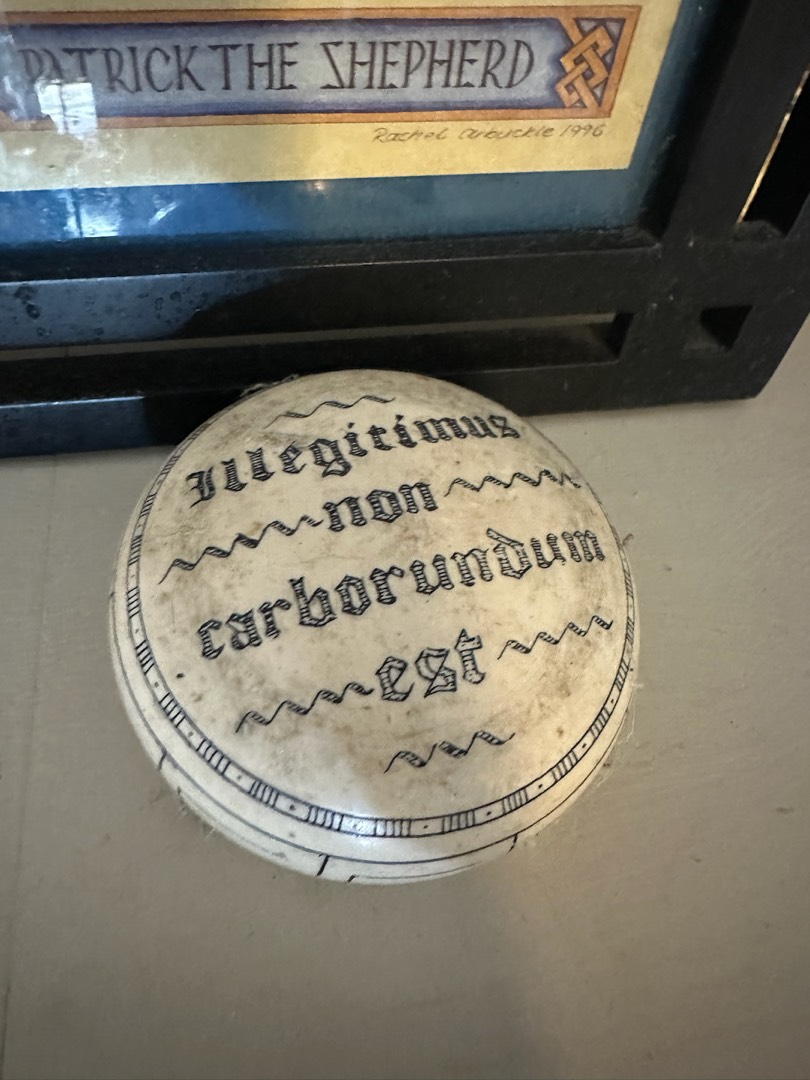 PATRICK THE SHEPHERD
Rachel Arbuckle 1996
Illegitimus
non
carborundum
est